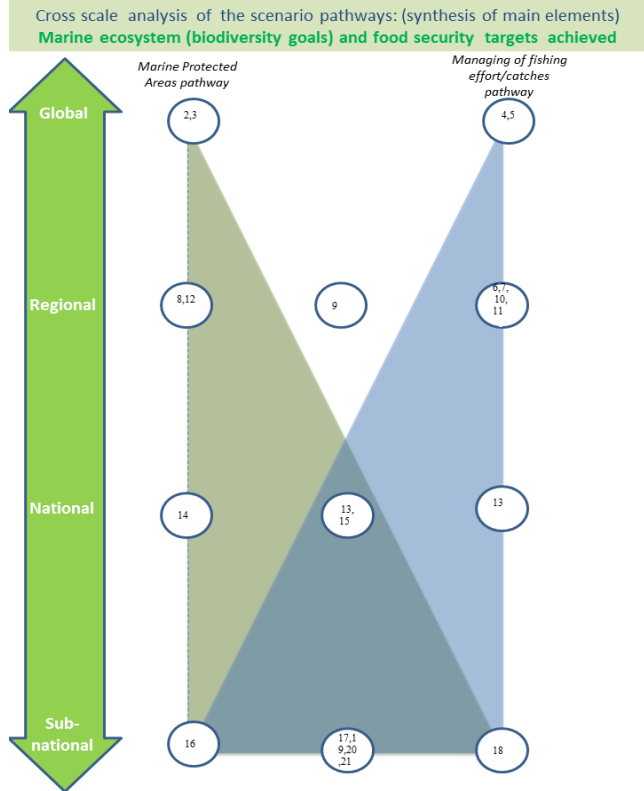 Cross scale analysis of the scenario pathways: (synthesis of main elements)
Marine ecosystem (biodiversity goals) and food security targets achieved
Marine Protected
Areas pathway
Managing of fishing
effort/catches
pathway
Global
2,3
4,5
Regional
8,12
9
6,7,
10,
11
National
14
13,
15
13
Sub-
national
16
17,1
9,20
,21
18